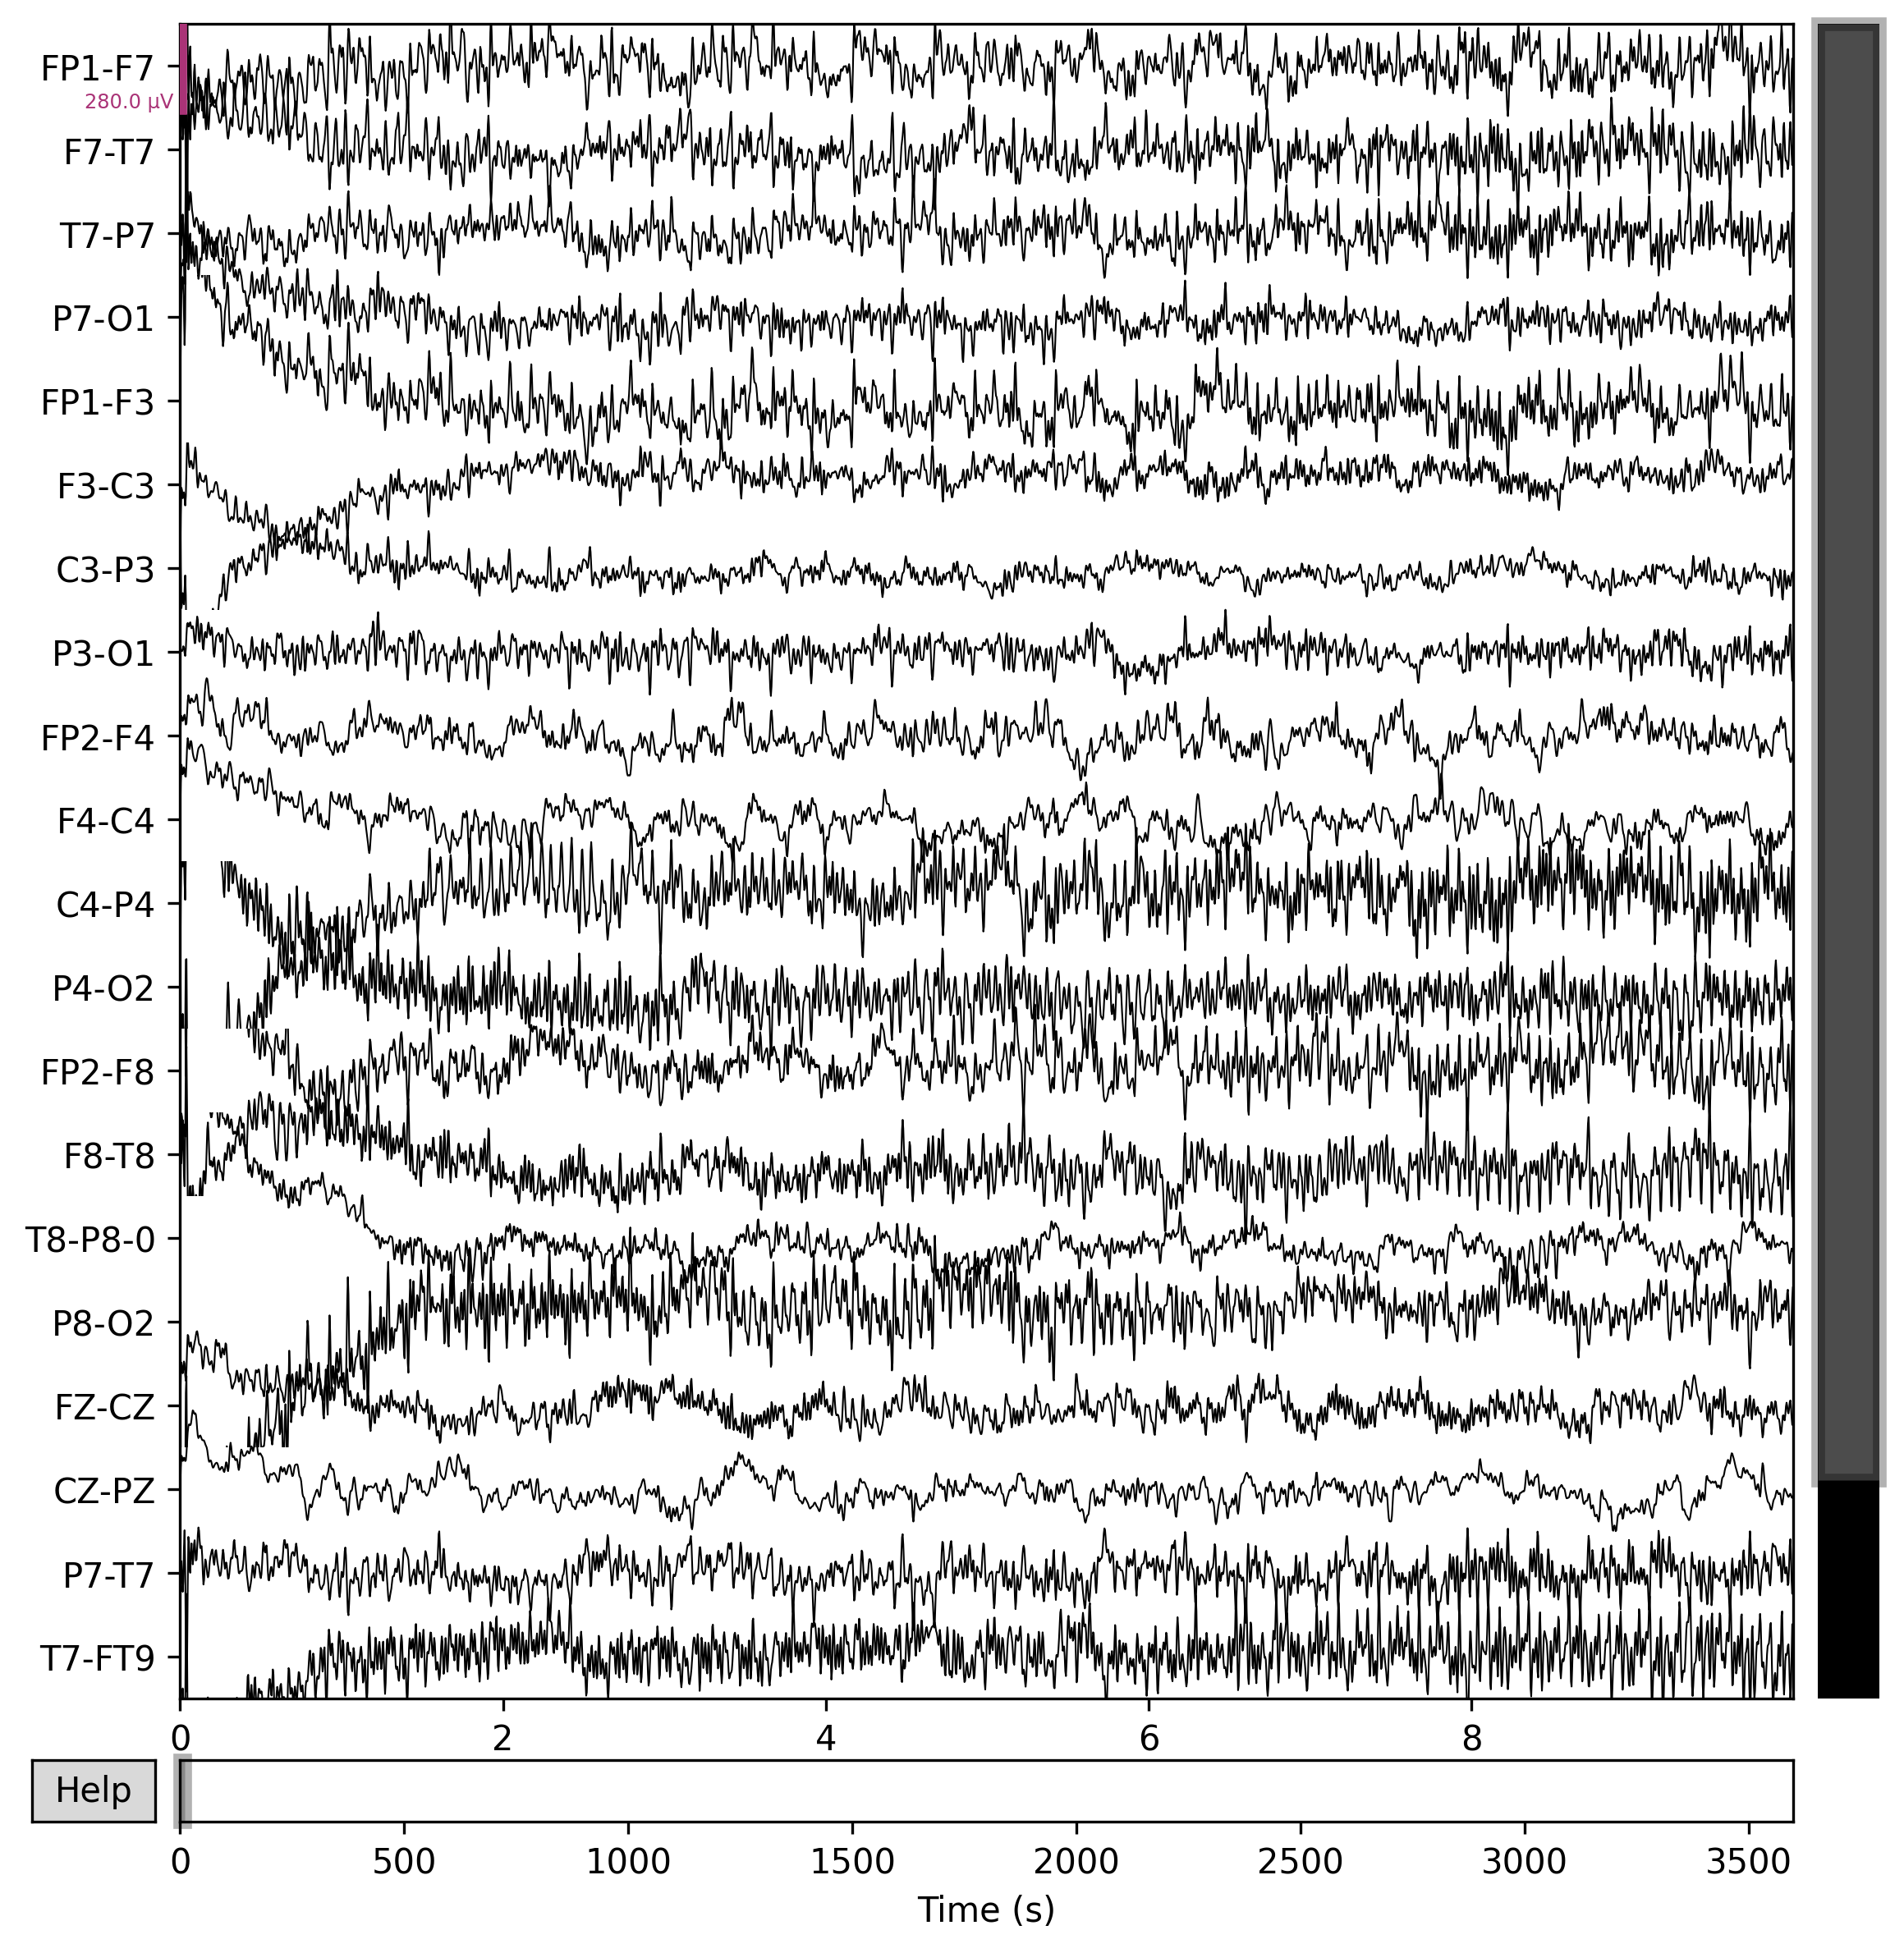 FP1-F7
280.0 µV
F7-T7
T7-P7
P7-O1
FP1-F3
F3-C3
C3-P3
P3-O1
FP2-F4
F4-C4
C4-P4
P4-O2
FP2-F8
F8-T8
T8-P8-0
P8-O2
FZ-CZ
CZ-PZ
P7-T7
T7-FT9
0 2 4 6 8
Help
0 500 1000 1500 2000 2500 3000 3500
Time (s)